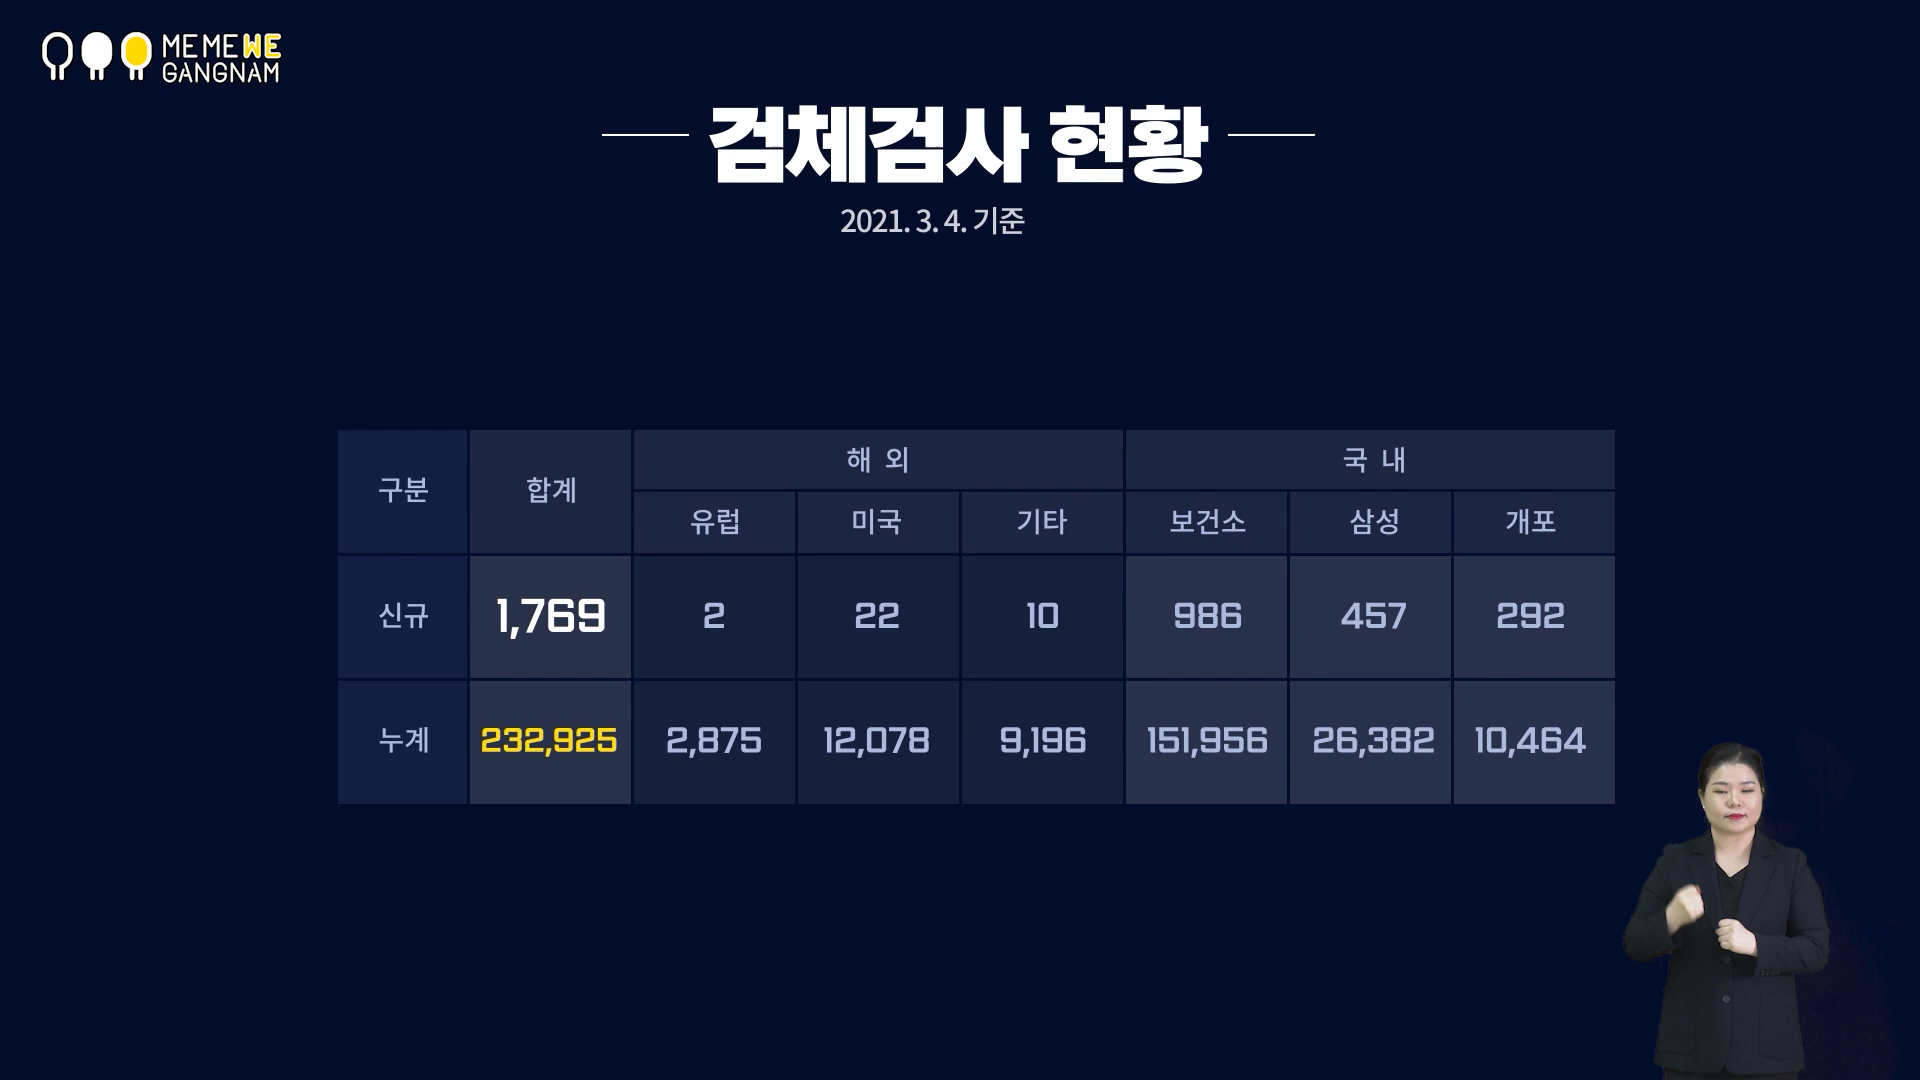 MEMEWE
GANGNAM
검체검사 현황
2021. 3. 4. 기준
구분 합계 해 외 국 내
유럽 미국 기타 보건소 삼성 개포
신규 1,769 2 22 10 986 457 292
누계 232,925 2,875 12,078 9,196 151,956 26,382 10,464